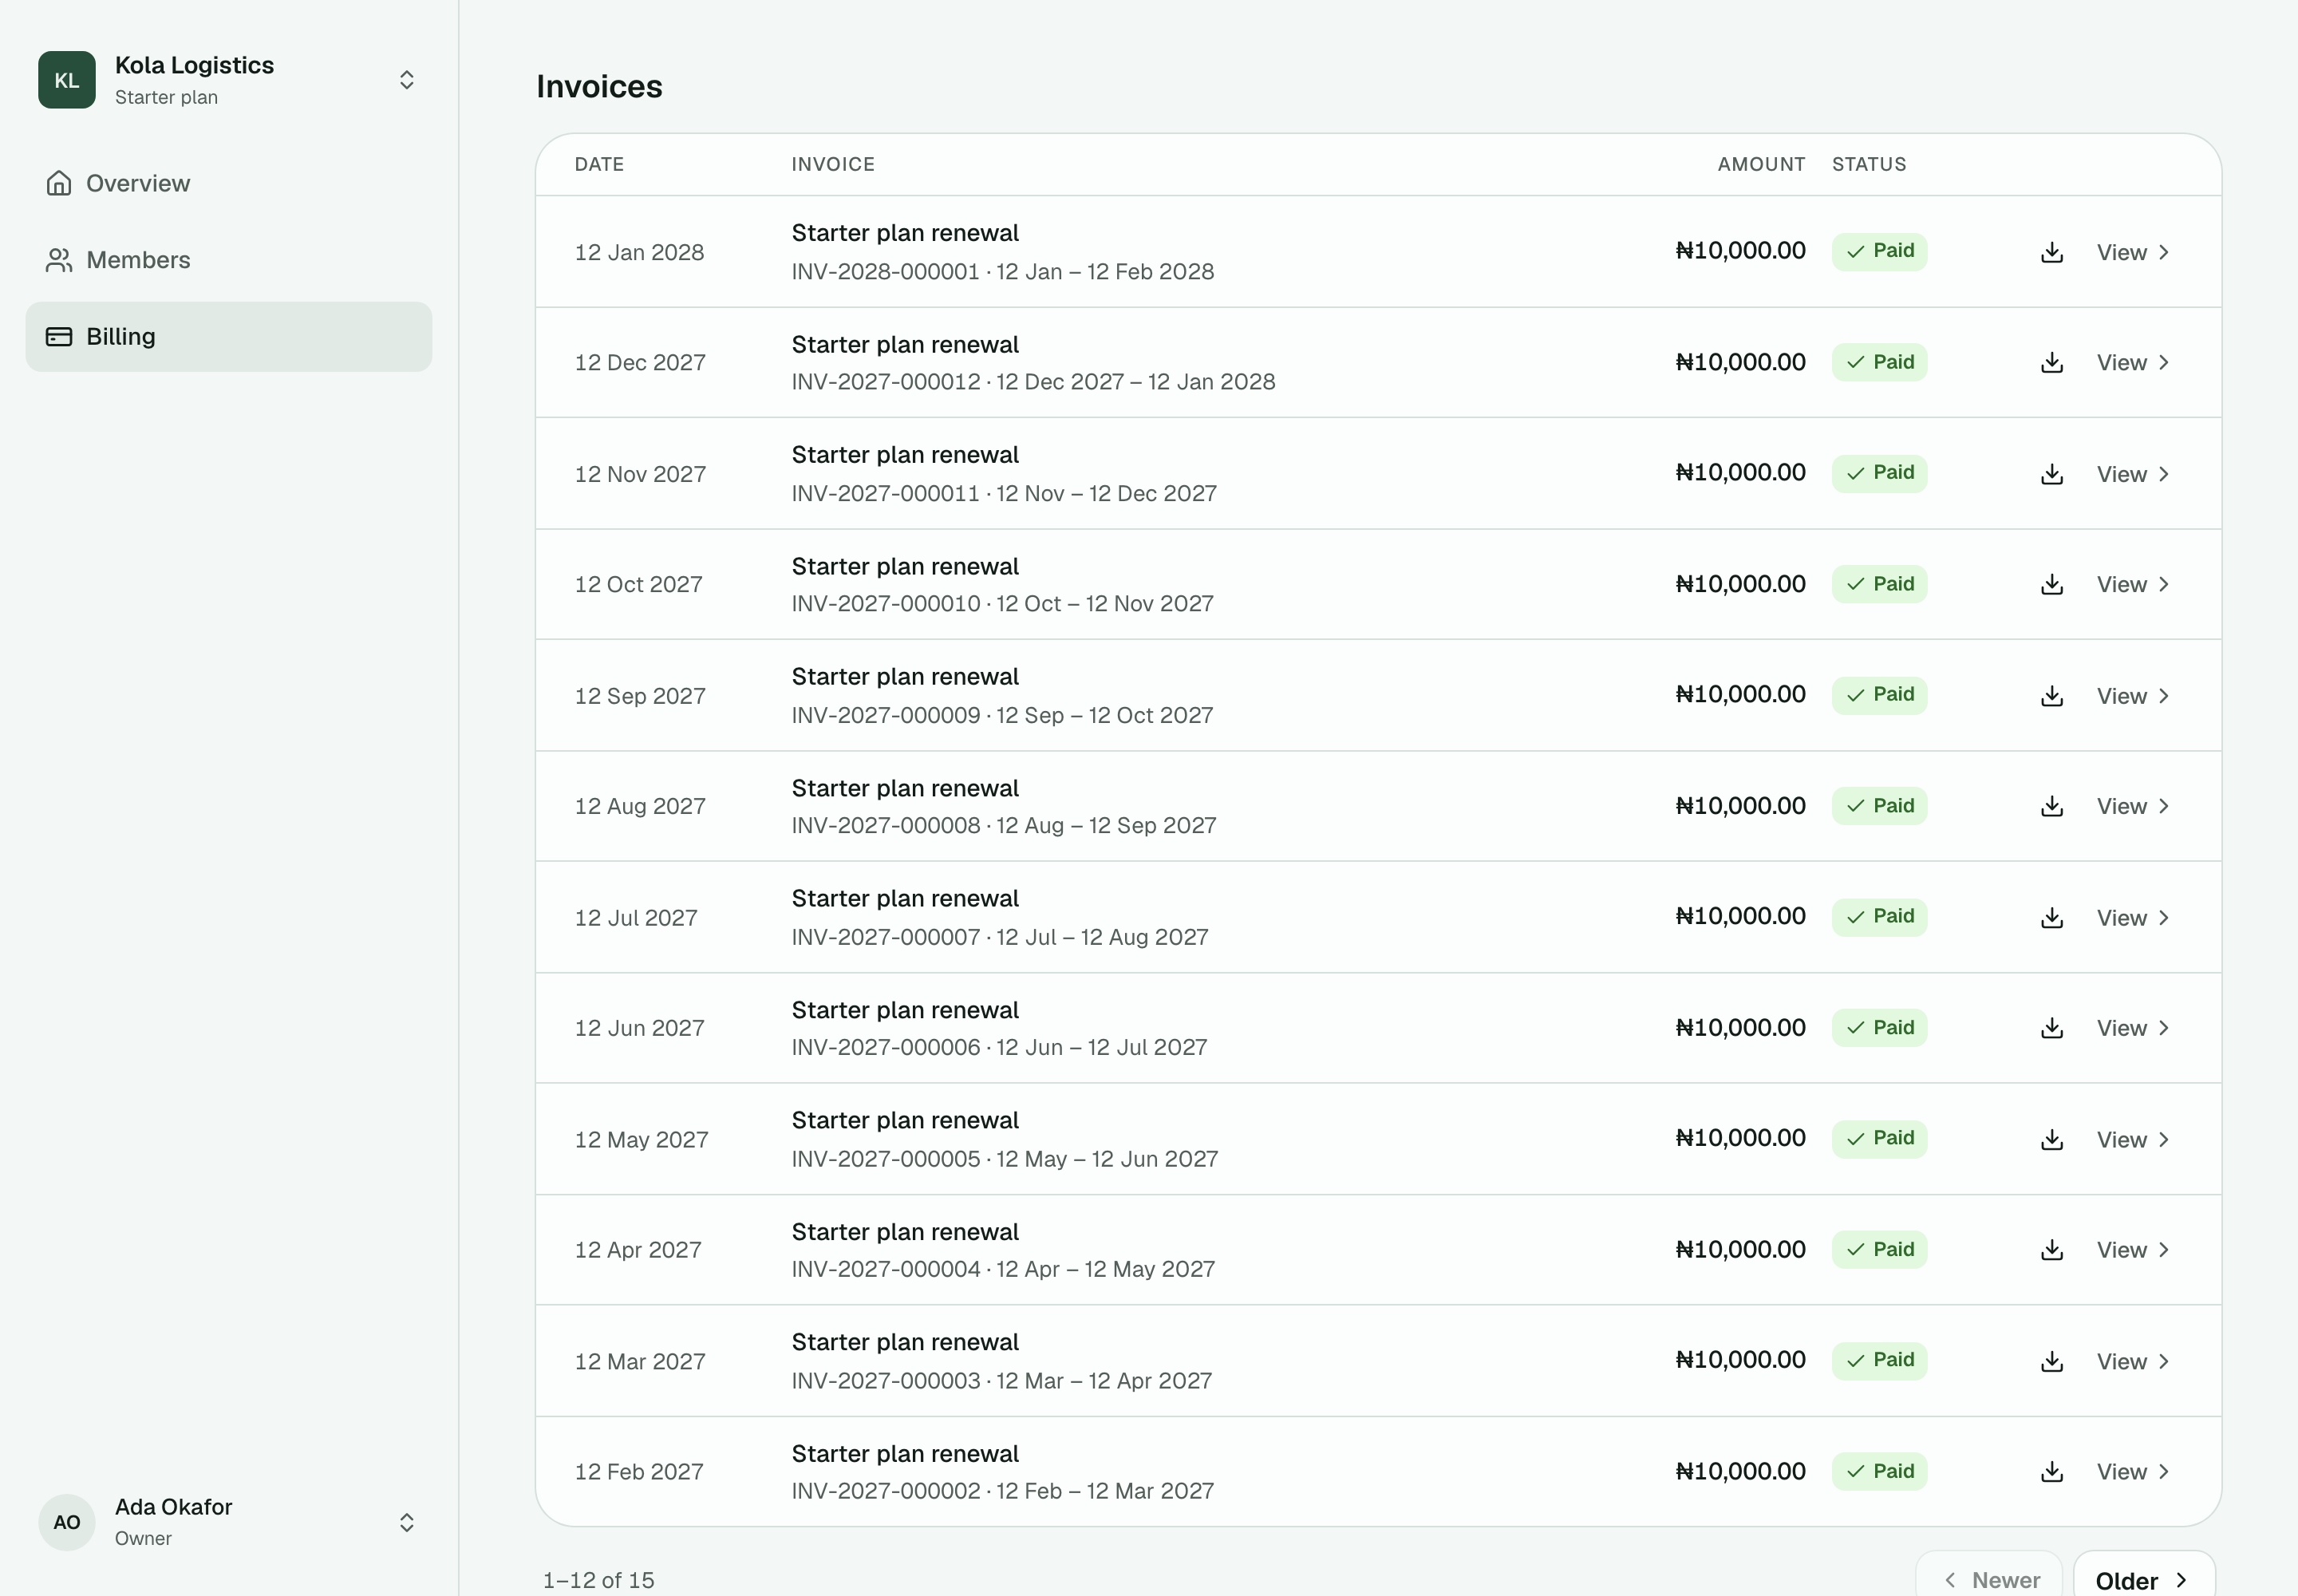 KL
Kola Logistics
Starter plan
Overview
Members
Billing
AO
Ada Okafor
Owner
Invoices
DATE INVOICE AMOUNT STATUS
12 Jan 2028 Starter plan renewal ₦10,000.00 Paid View
INV-2028-000001 · 12 Jan – 12 Feb 2028
12 Dec 2027 Starter plan renewal ₦10,000.00 Paid View
INV-2027-000012 · 12 Dec 2027 – 12 Jan 2028
12 Nov 2027 Starter plan renewal ₦10,000.00 Paid View
INV-2027-000011 · 12 Nov – 12 Dec 2027
12 Oct 2027 Starter plan renewal ₦10,000.00 Paid View
INV-2027-000010 · 12 Oct – 12 Nov 2027
12 Sep 2027 Starter plan renewal ₦10,000.00 Paid View
INV-2027-000009 · 12 Sep – 12 Oct 2027
12 Aug 2027 Starter plan renewal ₦10,000.00 Paid View
INV-2027-000008 · 12 Aug – 12 Sep 2027
12 Jul 2027 Starter plan renewal ₦10,000.00 Paid View
INV-2027-000007 · 12 Jul – 12 Aug 2027
12 Jun 2027 Starter plan renewal ₦10,000.00 Paid View
INV-2027-000006 · 12 Jun – 12 Jul 2027
12 May 2027 Starter plan renewal ₦10,000.00 Paid View
INV-2027-000005 · 12 May – 12 Jun 2027
12 Apr 2027 Starter plan renewal ₦10,000.00 Paid View
INV-2027-000004 · 12 Apr – 12 May 2027
12 Mar 2027 Starter plan renewal ₦10,000.00 Paid View
INV-2027-000003 · 12 Mar – 12 Apr 2027
12 Feb 2027 Starter plan renewal ₦10,000.00 Paid View
INV-2027-000002 · 12 Feb – 12 Mar 2027
1–12 of 15 Newer Older